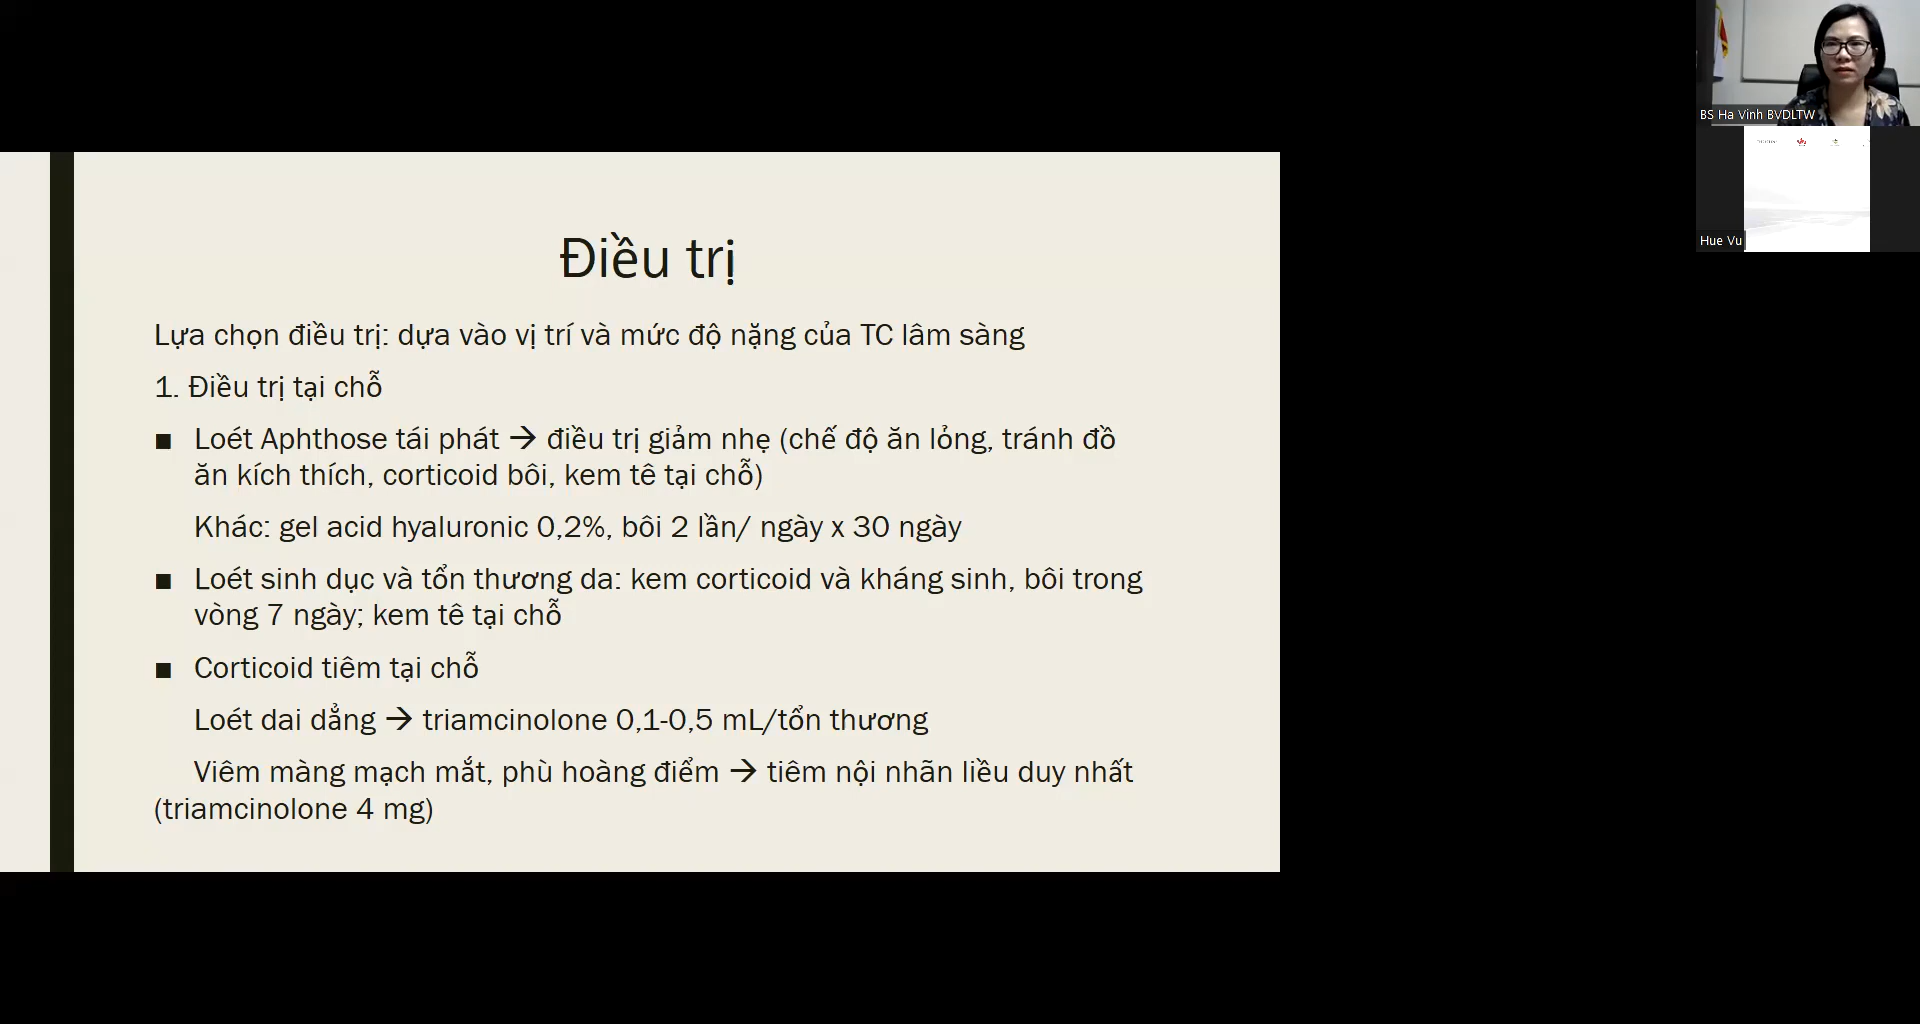 BS Ha Vinh BVDLTW
Hue Vu
Điều trị
Lựa chọn điều trị: dựa vào vị trí và mức độ nặng của TC lâm sàng
1. Điều trị tại chỗ
■ Loét Aphthose tái phát → điều trị giảm nhẹ (chế độ ăn lỏng, tránh đồ
ăn kích thích, corticoid bôi, kem tê tại chỗ)
Khác: gel acid hyaluronic 0,2%, bôi 2 lần/ ngày x 30 ngày
■ Loét sinh dục và tổn thương da: kem corticoid và kháng sinh, bôi trong
vòng 7 ngày; kem tê tại chỗ
■ Corticoid tiêm tại chỗ
Loét dai dẳng → triamcinolone 0,1-0,5 mL/tổn thương
Viêm màng mạch mắt, phù hoàng điểm → tiêm nội nhãn liều duy nhất
(triamcinolone 4 mg)